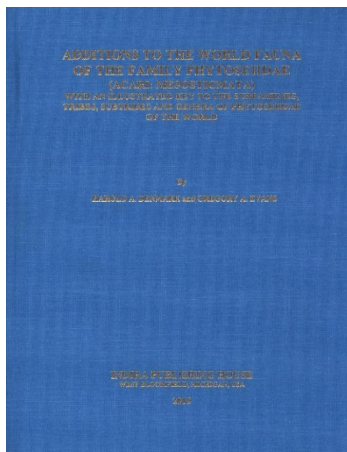 ADDITIONS TO THE WORLD FAUNA
OF THE FAMILY PHYTOSEIIDAE
(ACARI: MESOSTIGMATA)
WITH AN ILLUSTRATED KEY TO THE SUBFAMILIES,
TRIBES, SUBTRIBES AND GENERA OF PHYTOSEIIDAE
OF THE WORLD
By
HAROLD A. DENMARK and GREGORY A. EVANS
INDIRA PUBLISHING HOUSE
WEST BLOOMFIELD, MICHIGAN, USA